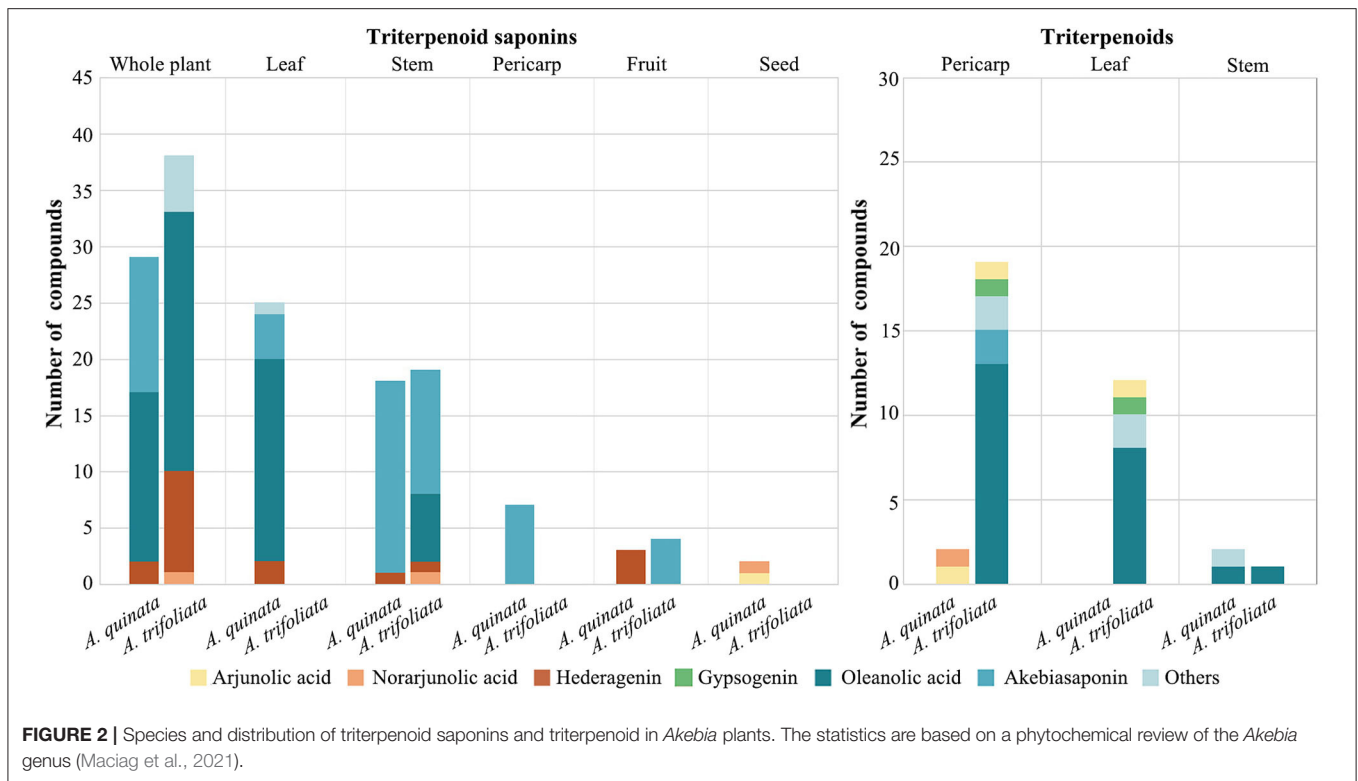 Triterpenoid saponins
Triterpenoids
Whole plant Leaf Stem Pericarp Fruit Seed
Pericarp Leaf Stem
Number of compounds
45
40
35
30
25
20
15
10
5
0
A. quinata A. trifoliata A. quinata A. trifoliata A. quinata A. trifoliata A. quinata A. trifoliata A. quinata A. trifoliata A. quinata A. trifoliata
Number of compounds
30
25
20
15
10
5
0
A. quinata A. trifoliata A. quinata A. trifoliata A. quinata A. trifoliata
Arjunolic acid Norarjunolic acid Hederagenin Gypsogenin Oleanolic acid Akebiasaponin Others
FIGURE 2 | Species and distribution of triterpenoid saponins and triterpenoid in Akebia plants. The statistics are based on a phytochemical review of the Akebia
genus (Maciag et al., 2021).